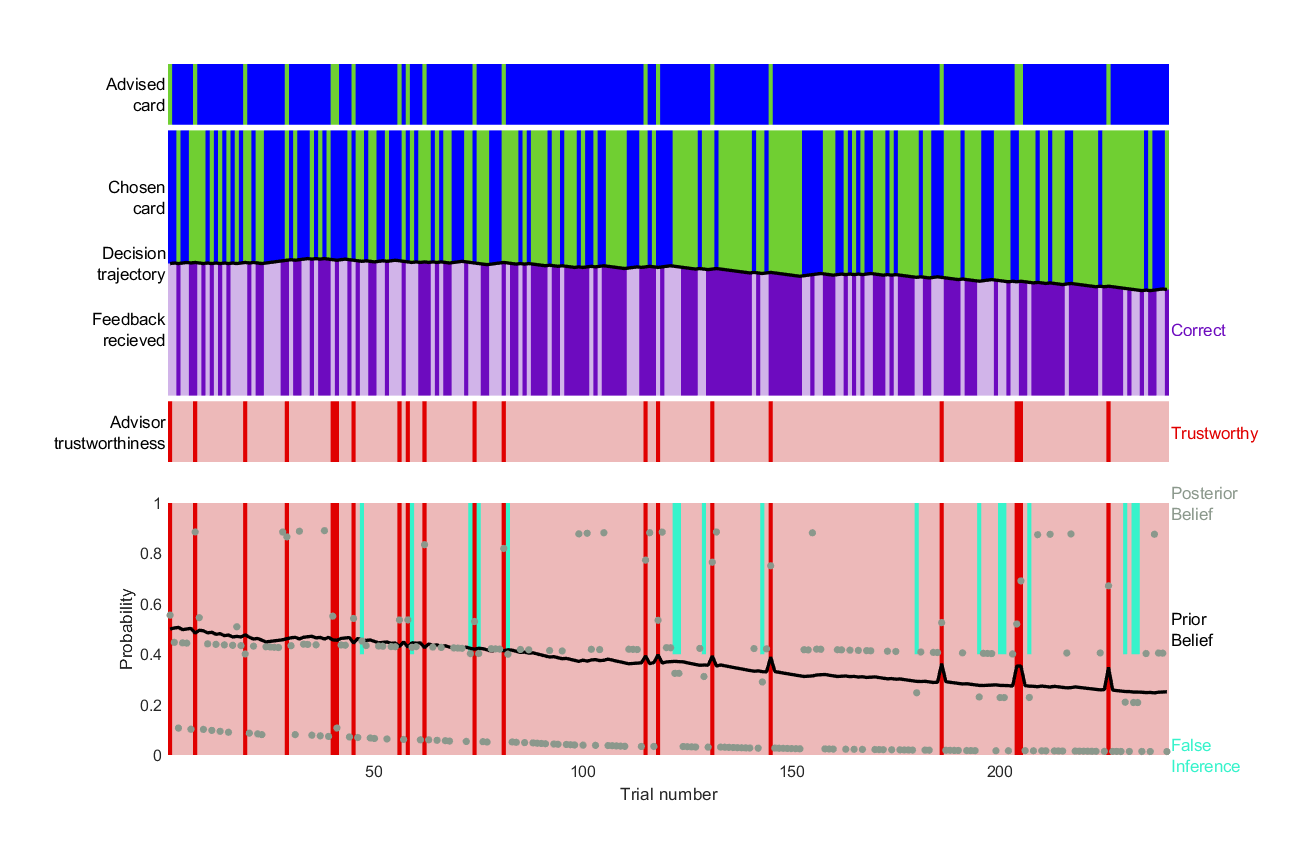 Advised
card
Chosen
card
Decision
trajectory
Feedback
recieved
Correct
Advisor
trustworthiness
Trustworthy
Posterior
Belief
1
0.8
0.6
0.4
0.2
0
Probability
Prior
Belief
False
Inference
50
100
150
200
Trial number